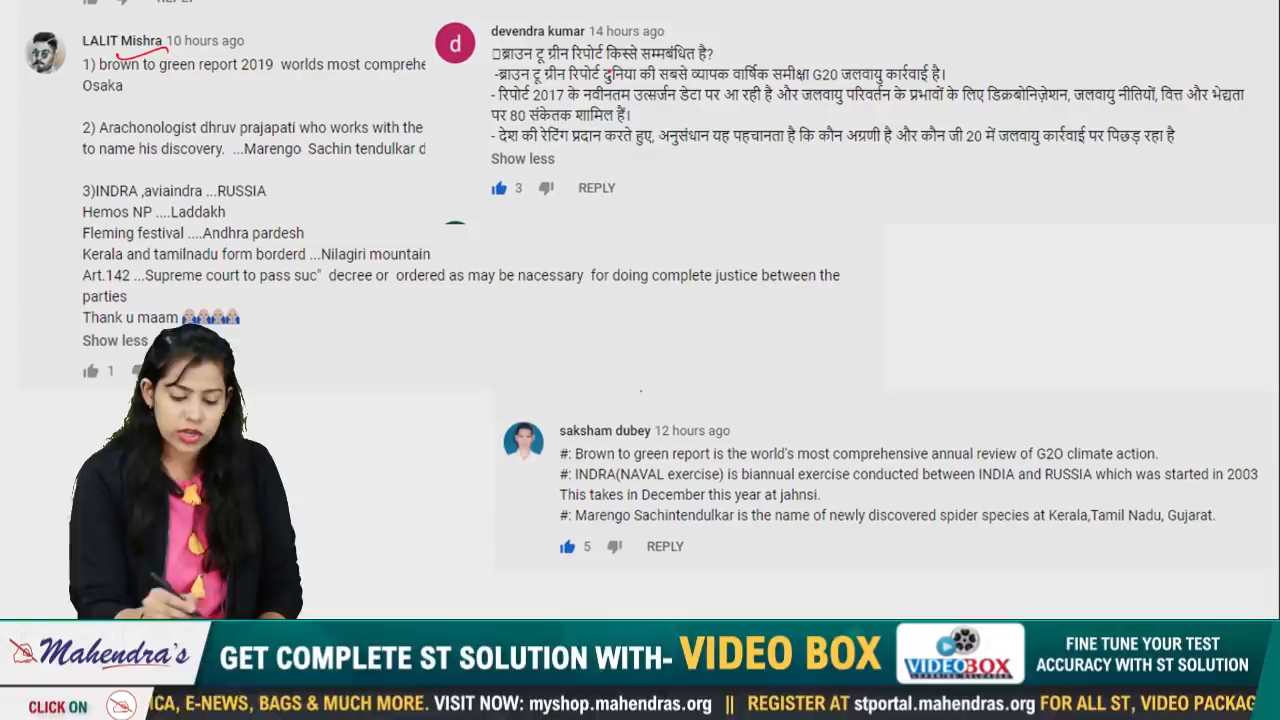 REPLY
LALIT Mishra 10 hours ago
1) brown to green report 2019 worlds most comprehe
Osaka
2) Arachonologist dhruv prajapati who works with the
to name his discovery. ...Marengo Sachin tendulkar d
3)INDRA ,aviaindra ...RUSSIA
Hemos NP ....Laddakh
Fleming festival ....Andhra pardesh
Kerala and tamilnadu form borderd ...Nilagiri mountain
Art.142 ...Supreme court to pass suc" decree or ordered as may be nacessary for doing complete justice between the
parties
Thank u maam
Show less
1
d
devendra kumar 14 hours ago
ब्राउन टू ग्रीन रिपोर्ट किस्से सम्मबंधित है?
-ब्राउन टू ग्रीन रिपोर्ट दुनिया की सबसे व्यापक वार्षिक समीक्षा G20 जलवायु कार्रवाई है।
- रिपोर्ट 2017 के नवीनतम उत्सर्जन डेटा पर आ रही है और जलवायु परिवर्तन के प्रभावों के लिए डिक्रबोनिज़ेशन, जलवायु नीतियों, वित्त और भेद्यता
पर 80 संकेतक शामिल हैं।
- देश की रेटिंग प्रदान करते हुए, अनुसंधान यह पहचानता है कि कौन अग्रणी है और कौन जी 20 में जलवायु कार्रवाई पर पिछड़ रहा है
Show less
3 REPLY
saksham dubey 12 hours ago
#: Brown to green report is the world's most comprehensive annual review of G2O climate action.
#: INDRA(NAVAL exercise) is biannual exercise conducted between INDIA and RUSSIA which was started in 2003
This takes in December this year at jahnsi.
#: Marengo Sachintendulkar is the name of newly discovered spider species at Kerala,Tamil Nadu, Gujarat.
5 REPLY
Mahendra's
GET COMPLETE ST SOLUTION WITH- VIDEO BOX
VIDEOBOX
LEARNING RELOADED
FINE TUNE YOUR TEST
ACCURACY WITH ST SOLUTION
CLICK ON
ICA, E-NEWS, BAGS & MUCH MORE. VISIT NOW: myshop.mahendras.org || REGISTER AT stportal.mahendras.org FOR ALL ST, VIDEO PACKAG